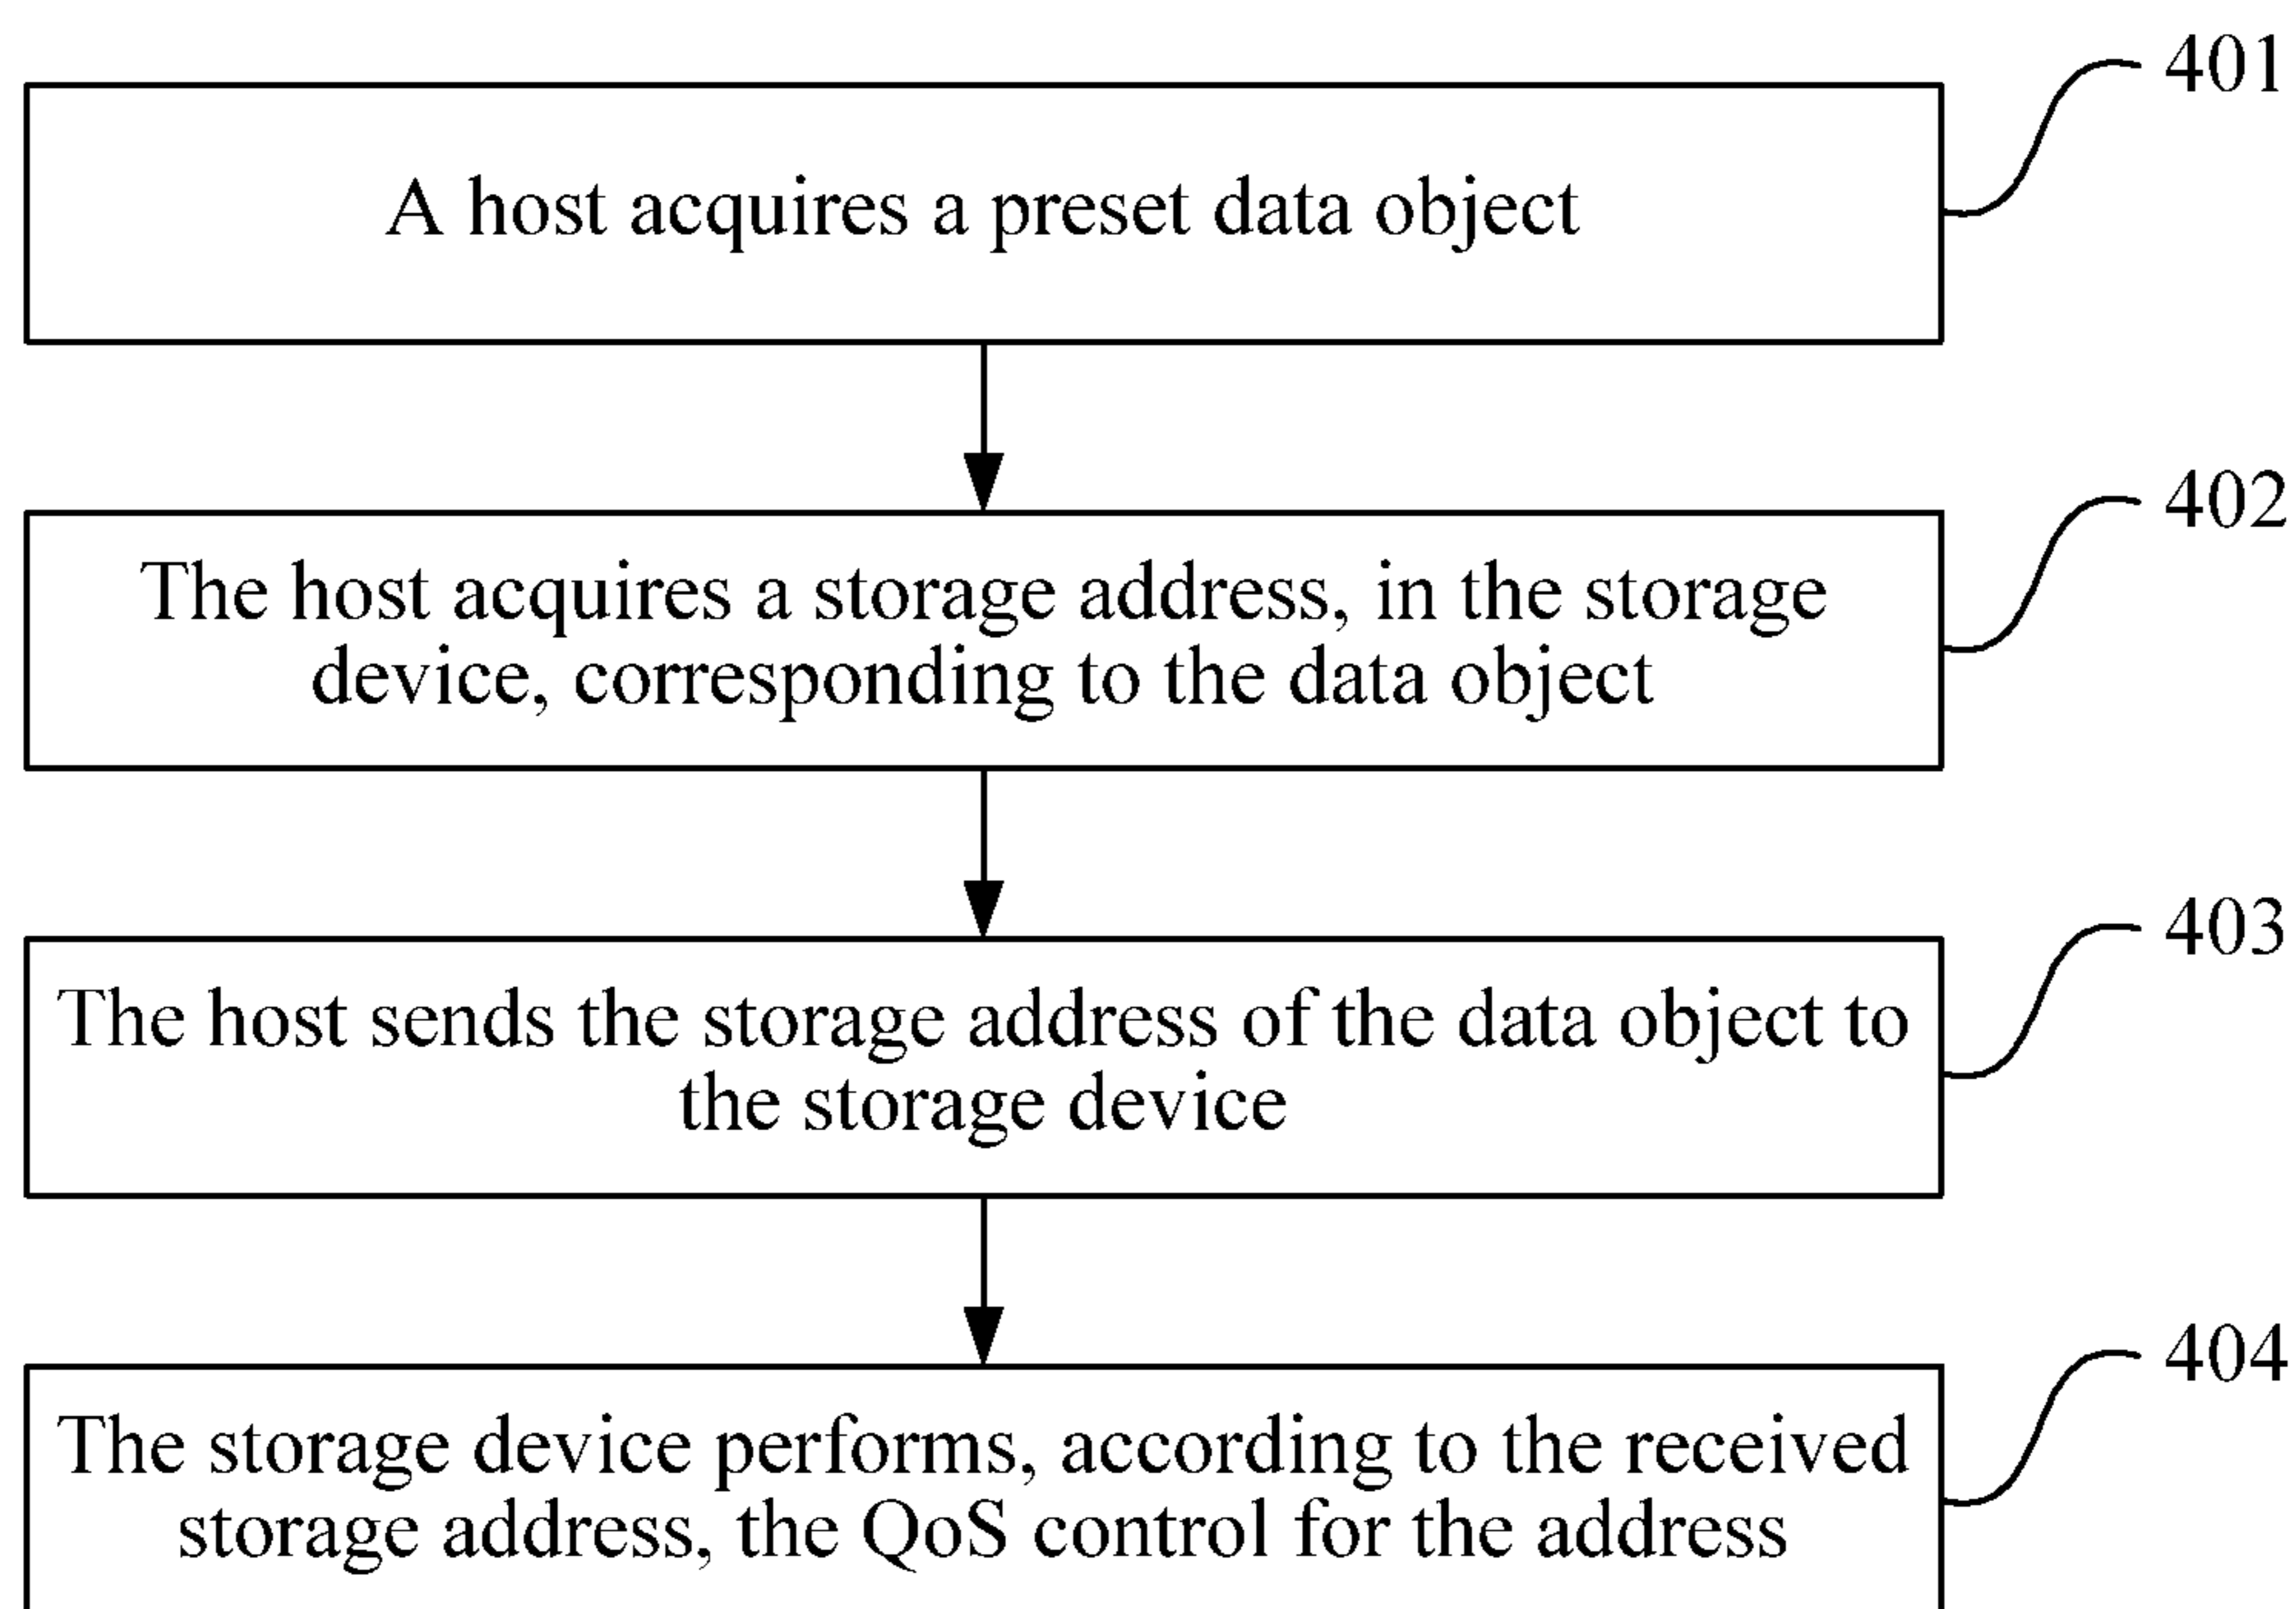 401
A host acquires a preset data object
402
The host acquires a storage address, in the storage
device, corresponding to the data object
403
The host sends the storage address of the data object to
the storage device
404
The storage device performs, according to the received
storage address, the QoS control for the address